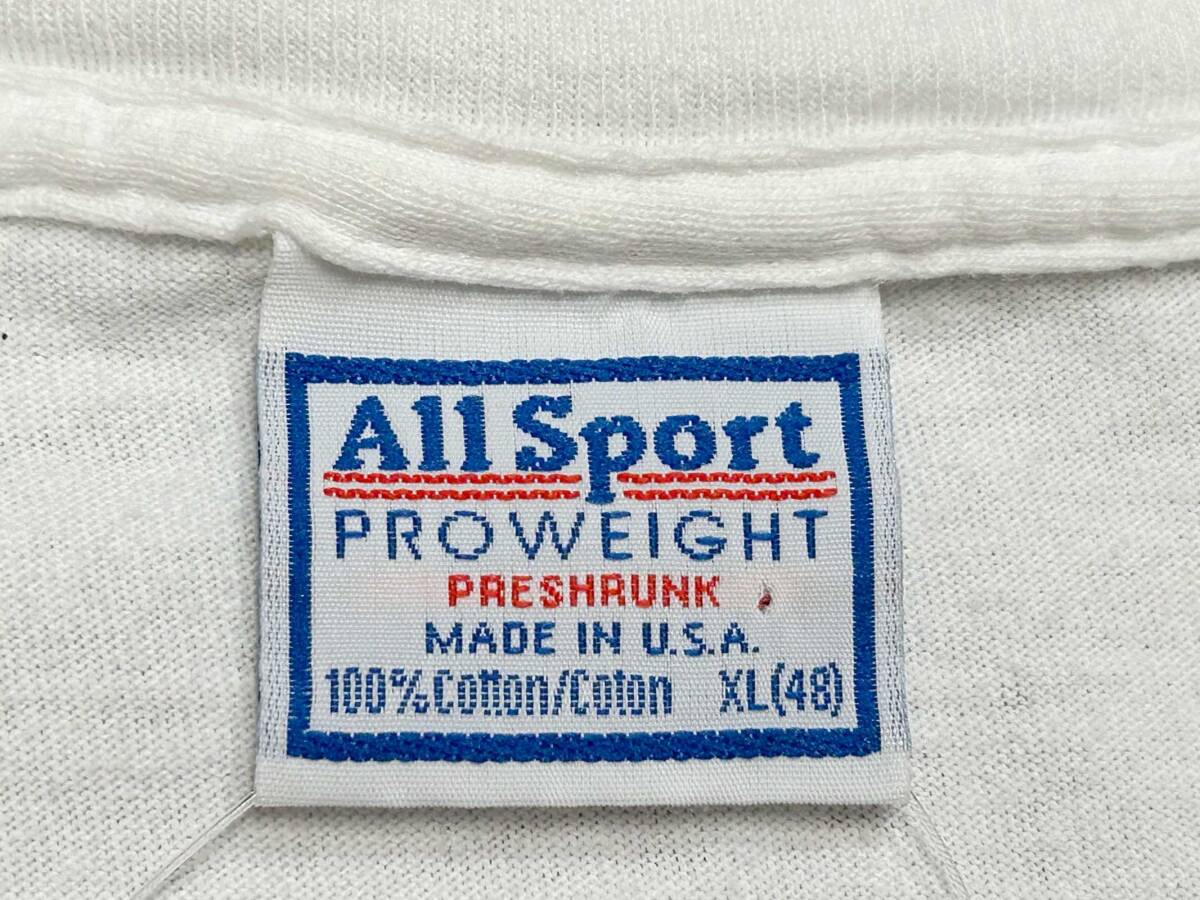 All Sport
PROWEIGHT
PRESHRUNK
MADE IN U.S.A.
100% Cotton/Coton XL(48)